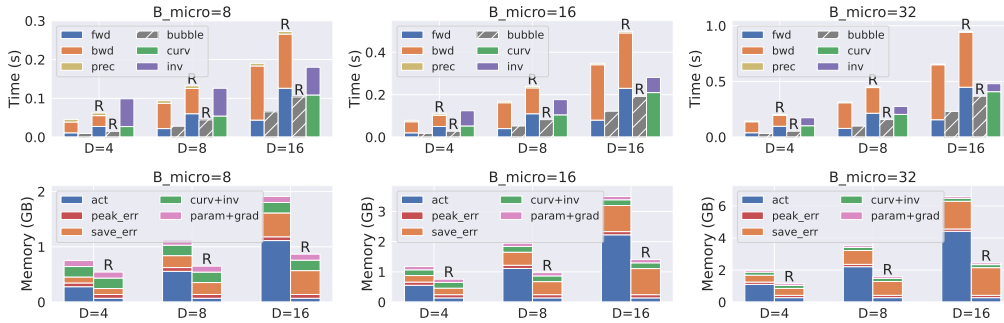 B_micro=8
Time (s)
0.3
0.2
0.1
0.0
fwd
bwd
prec
bubble
curv
inv
R
R
R
R
R
R
D=4
D=8
D=16
B_micro=16
Time (s)
0.4
0.2
0.0
fwd
bwd
prec
bubble
curv
inv
R
R
R
R
R
R
D=4
D=8
D=16
B_micro=32
Time (s)
1.0
0.5
0.0
fwd
bwd
prec
bubble
curv
inv
R
R
R
R
R
R
D=4
D=8
D=16
B_micro=8
Memory (GB)
2
1
0
act
peak_err
save_err
curv+inv
param+grad
R
R
R
D=4
D=8
D=16
B_micro=16
Memory (GB)
3
2
1
0
act
peak_err
save_err
curv+inv
param+grad
R
R
R
D=4
D=8
D=16
B_micro=32
Memory (GB)
6
4
2
0
act
peak_err
save_err
curv+inv
param+grad
R
R
R
D=4
D=8
D=16